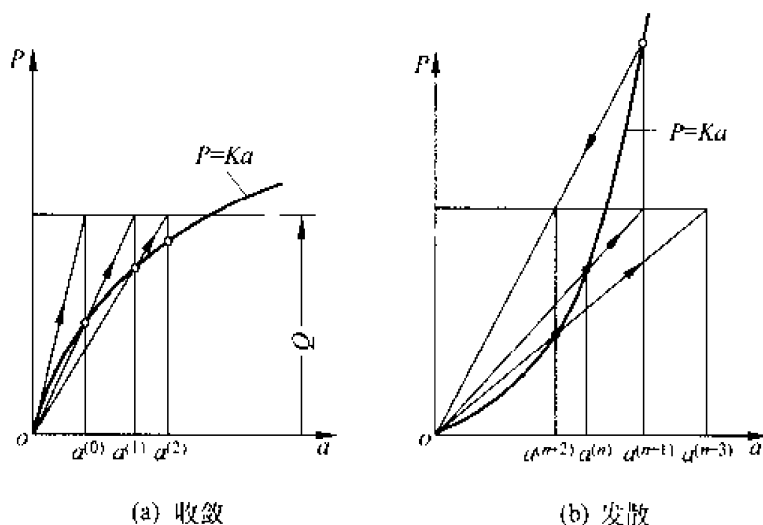 P
P=Ka
Q
o
a⁽⁰⁾ a⁽¹⁾ a⁽²⁾ a
(a) 收敛
P
P=Ka
o
a⁽ⁿ⁺²⁾ a⁽ⁿ⁾ a⁽ⁿ⁺¹⁾ a⁽ⁿ⁻³⁾ a
(b) 发散